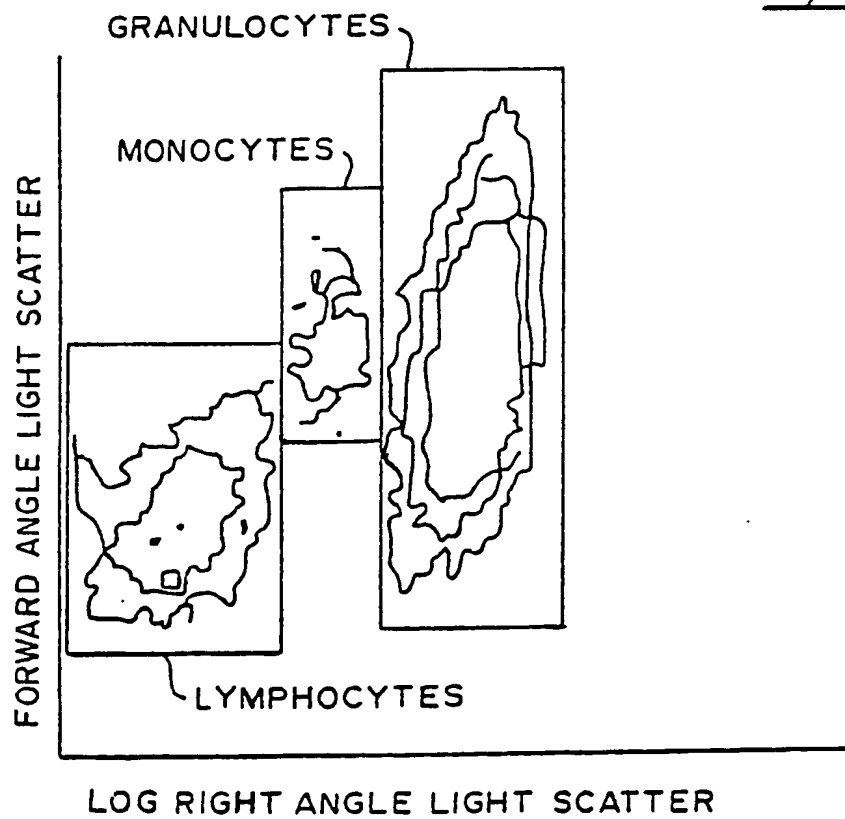 GRANULOCYTES
MONOCYTES
FORWARD ANGLE LIGHT SCATTER
LYMPHOCYTES
LOG RIGHT ANGLE LIGHT SCATTER